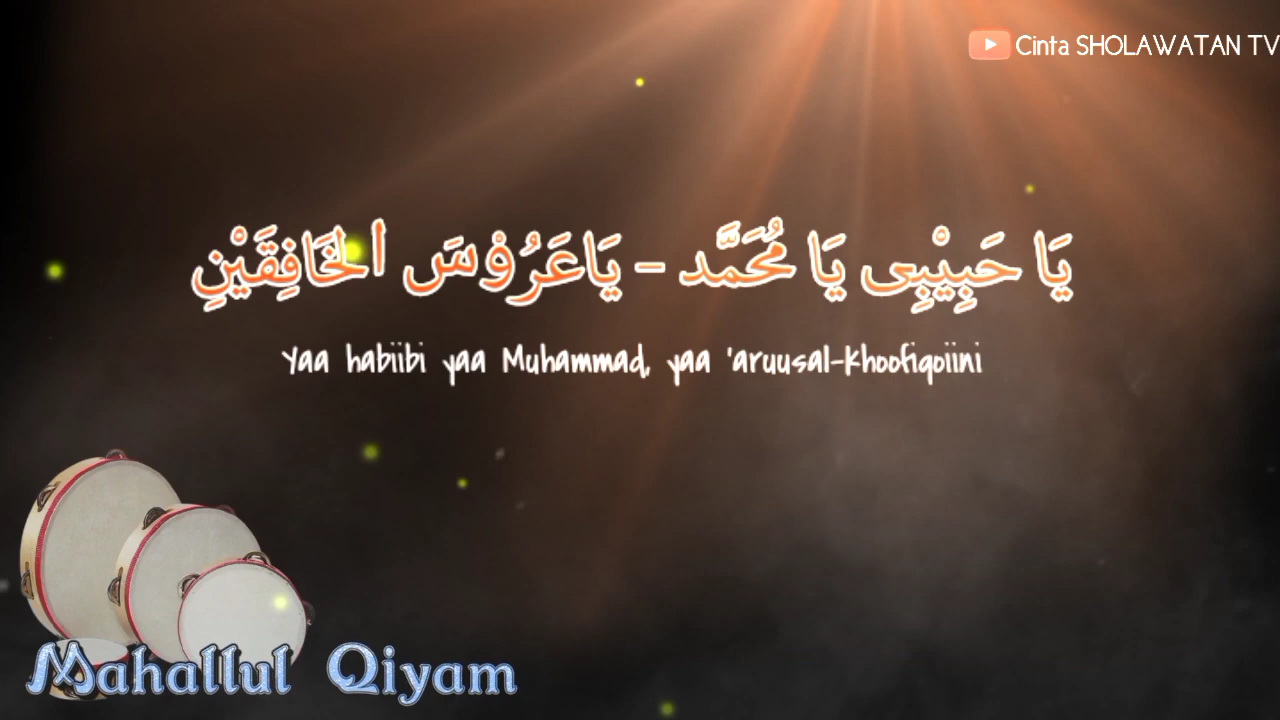 Cinta SHOLAWATAN TV
يَا حَبِيْبِى يَا مُحَمَّد - يَاعَرُوْسَ الخَافِقَيْنِ
Yaa habiibi yaa Muhammad, yaa 'aruusal-khoofiqoiini
Mahallul Qiyam